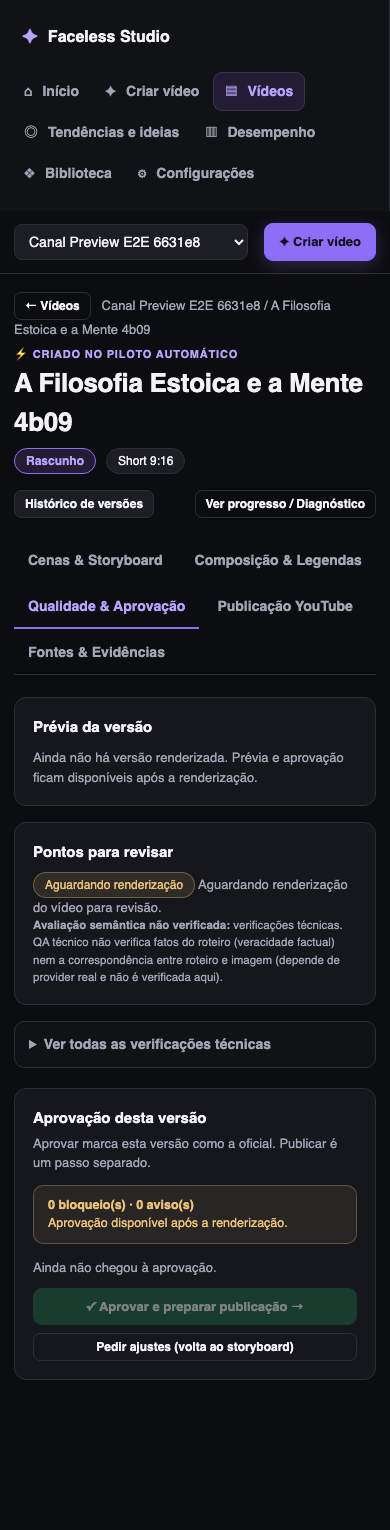 ✦ Faceless Studio
⌂ Início ✦ Criar vídeo ▤ Vídeos
◎ Tendências e ideias ▥ Desempenho
❖ Biblioteca ⚙ Configurações
Canal Preview E2E 6631e8 ✦ Criar vídeo
← Vídeos Canal Preview E2E 6631e8 / A Filosofia
Estoica e a Mente 4b09
⚡ CRIADO NO PILOTO AUTOMÁTICO
A Filosofia Estoica e a Mente
4b09
Rascunho Short 9:16
Histórico de versões Ver progresso / Diagnóstico
Cenas & Storyboard Composição & Legendas
Qualidade & Aprovação Publicação YouTube
Fontes & Evidências
Prévia da versão
Ainda não há versão renderizada. Prévia e aprovação
ficam disponíveis após a renderização.
Pontos para revisar
Aguardando renderização Aguardando renderização
do vídeo para revisão.
Avaliação semântica não verificada: verificações técnicas.
QA técnico não verifica fatos do roteiro (veracidade factual)
nem a correspondência entre roteiro e imagem (depende de
provider real e não é verificada aqui).
▶ Ver todas as verificações técnicas
Aprovação desta versão
Aprovar marca esta versão como a oficial. Publicar é
um passo separado.
0 bloqueio(s) · 0 aviso(s)
Aprovação disponível após a renderização.
Ainda não chegou à aprovação.
✔ Aprovar e preparar publicação →
Pedir ajustes (volta ao storyboard)